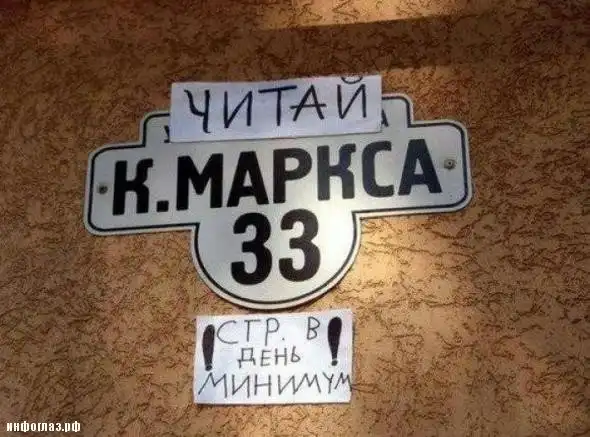 ЧИТАЙ
К.МАРКСА
33
! СТР. В !
ДЕНЬ
МИНИМУМ
инфоглаз.рф